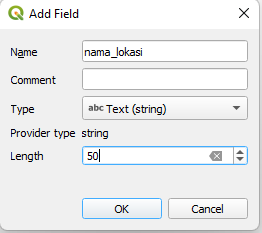 Add Field
Name nama_lokasi
Comment
Type abc Text (string)
Provider type string
Length 50
OK Cancel